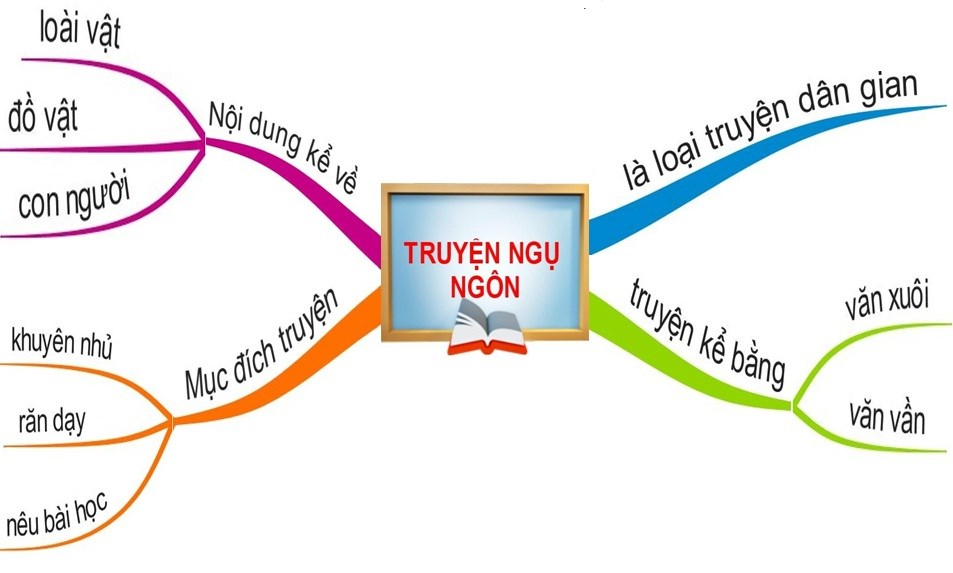 TRUYỆN NGỤ
NGÔN
là loại truyện dân gian
truyện kể bằng
văn xuôi
văn vần
Nội dung kể về
loài vật
đồ vật
con người
Mục đích truyện
khuyên nhủ
răn dạy
nêu bài học